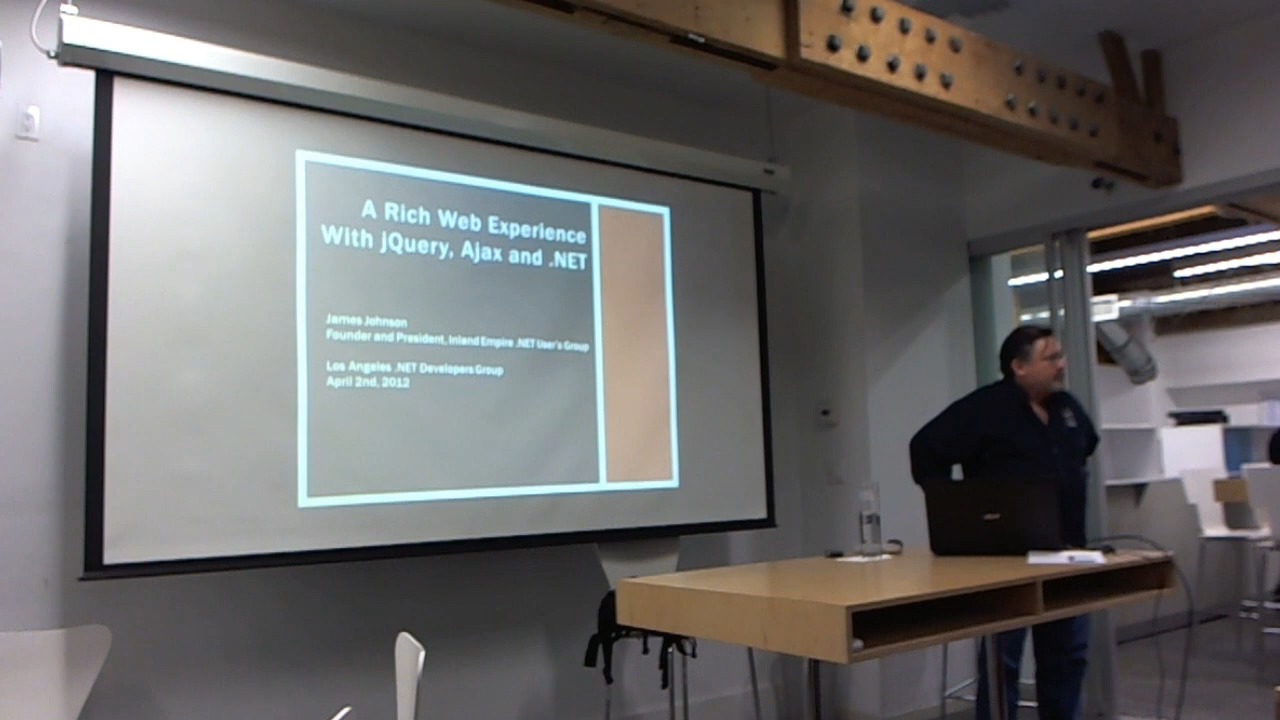 A Rich Web Experience
With jQuery, Ajax and .NET
James Johnson
Founder and President, Inland Empire .NET User's Group
Los Angeles .NET Developers Group
April 2nd, 2012